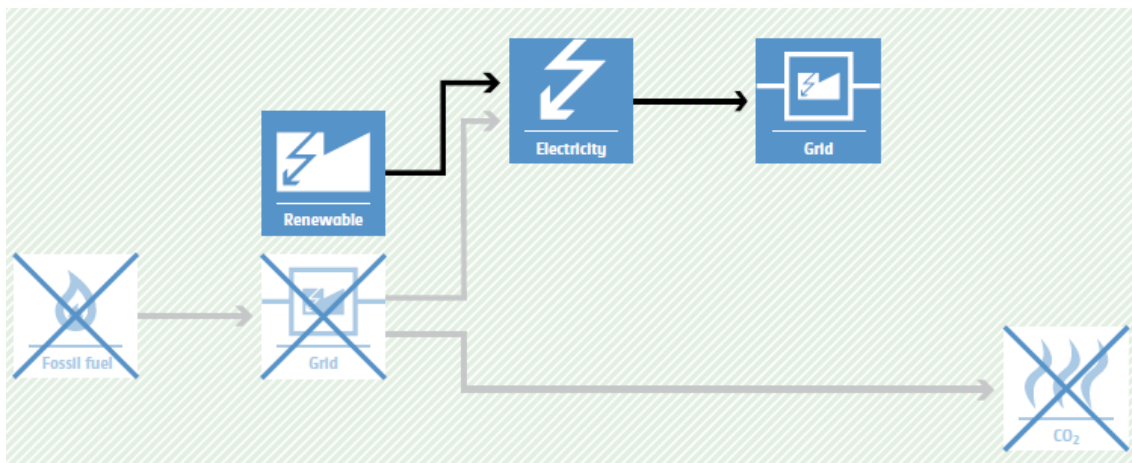 Electricity
Grid
Renewable
Fossil fuel
Grid
CO₂